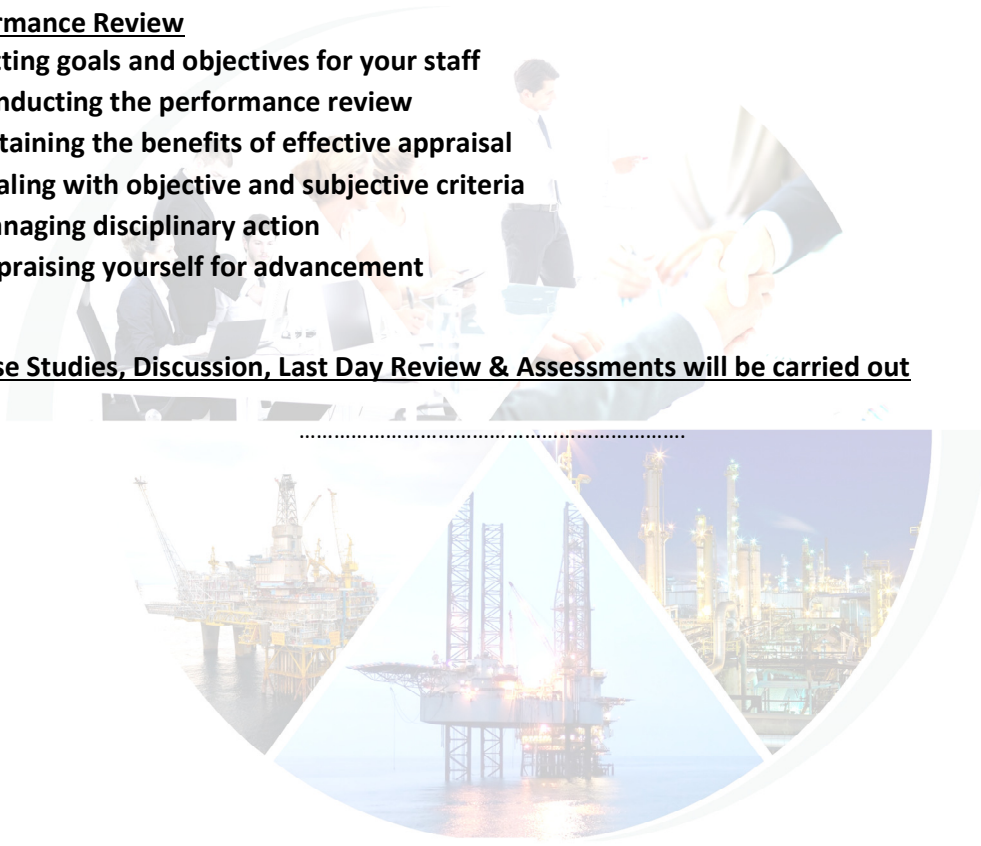 rmance Review
tting goals and objectives for your staff
nducting the performance review
taining the benefits of effective appraisal
aling with objective and subjective criteria
anaging disciplinary action
praising yourself for advancement
se Studies, Discussion, Last Day Review & Assessments will be carried out
………………………………………………………….